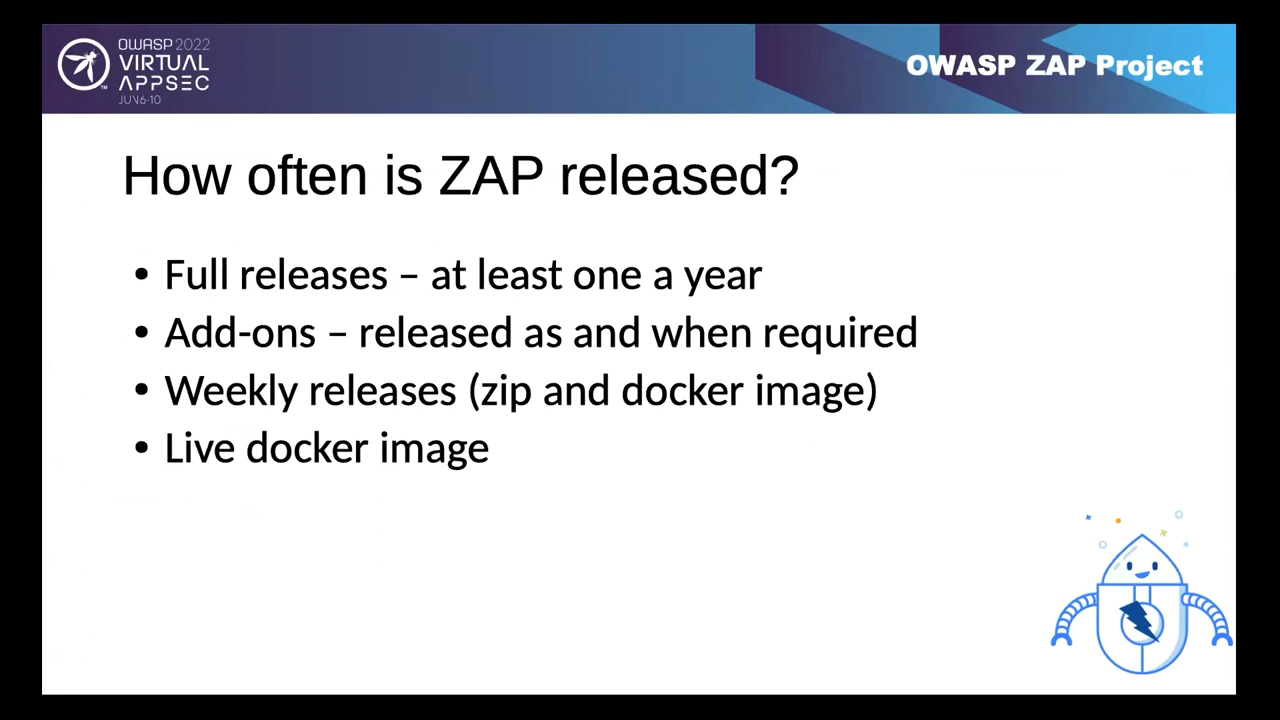 OWASP 2022
VIRTUAL
APPSEC
JUN 6-10
TM
OWASP ZAP Project
How often is ZAP released?
• Full releases – at least one a year
• Add-ons – released as and when required
• Weekly releases (zip and docker image)
• Live docker image